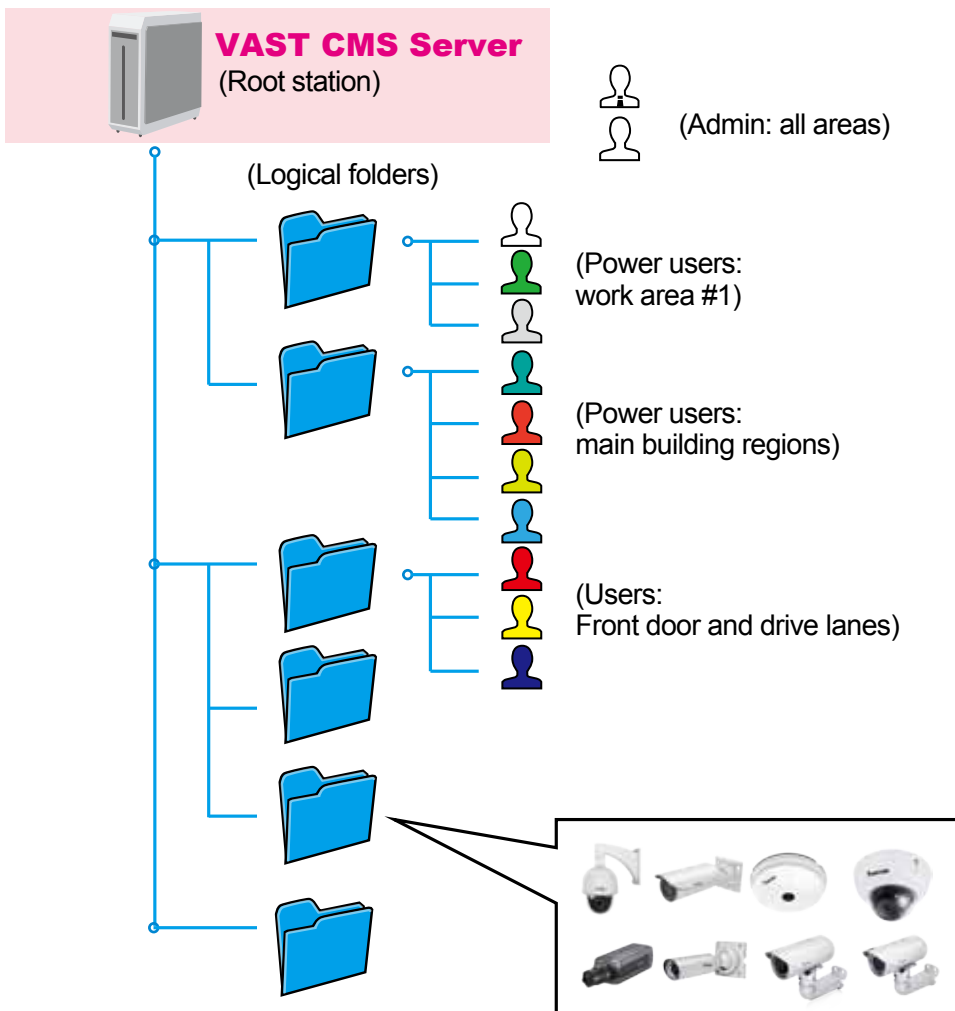 VAST CMS Server
(Root station)
(Admin: all areas)
(Logical folders)
(Power users:
work area #1)
(Power users:
main building regions)
(Users:
Front door and drive lanes)